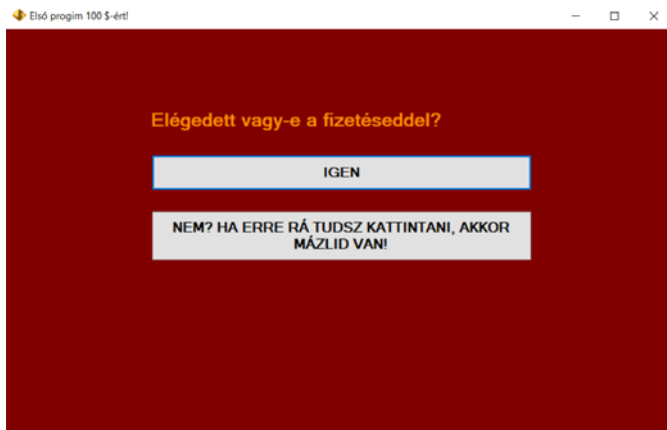 Első progim 100 $-ért!
Elégedett vagy-e a fizetéseddel?
IGEN
NEM? HA ERRE RÁ TUDSZ KATTINTANI, AKKOR
MÁZLID VAN!